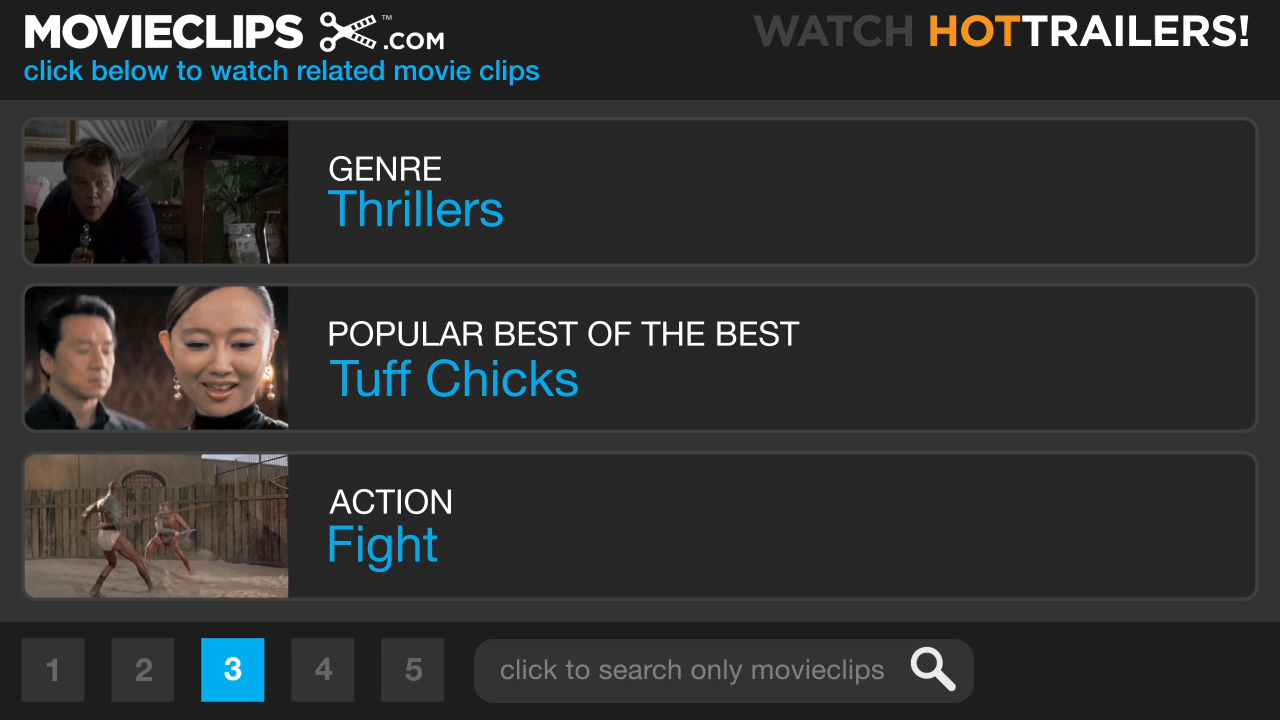 MOVIECLIPS ™ .COM
WATCH HOTTRAILERS!
click below to watch related movie clips
GENRE
Thrillers
POPULAR BEST OF THE BEST
Tuff Chicks
ACTION
Fight
1 2 3 4 5 click to search only movieclips